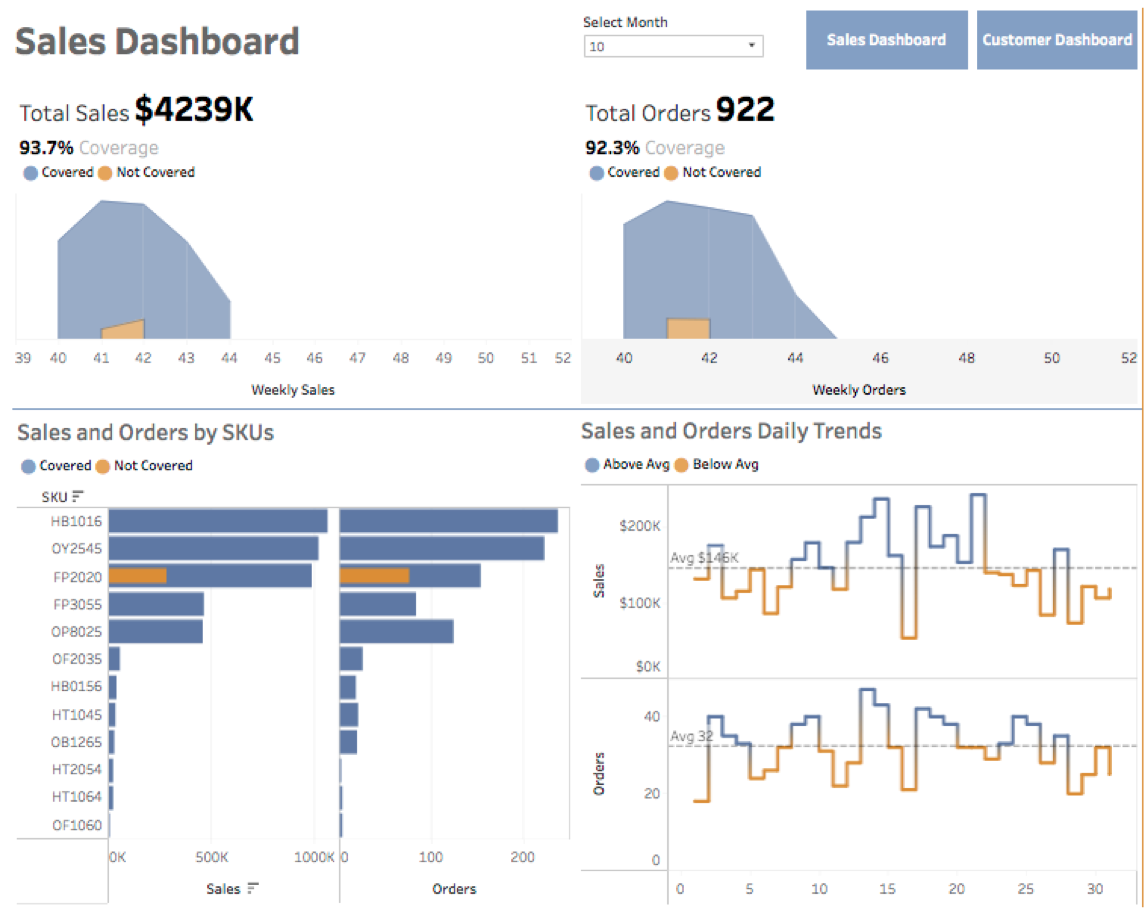 Sales Dashboard
Select Month
10
Sales Dashboard
Customer Dashboard
Total Sales $4239K
93.7% Coverage
Covered Not Covered
39 40 41 42 43 44 45 46 47 48 49 50 51 52
Weekly Sales
Total Orders 922
92.3% Coverage
Covered Not Covered
40 42 44 46 48 50 52
Weekly Orders
Sales and Orders by SKUs
Covered Not Covered
SKU
HB1016
OY2545
FP2020
FP3055
OP8025
OF2035
HB0156
HT1045
OB1265
HT2054
HT1064
OF1060
0K 500K 1000K 0 100 200
Sales Orders
Sales and Orders Daily Trends
Above Avg Below Avg
$200K
Avg $146K
$100K
$0K
Sales
40
Avg 32
20
0
Orders
0 5 10 15 20 25 30